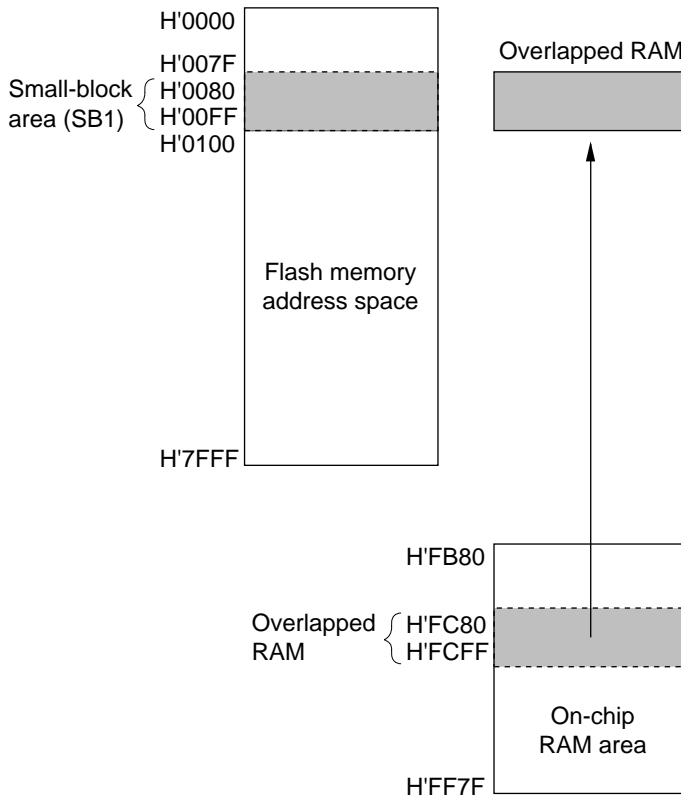 H'0000
H'007F
Small-block
area (SB1)
H'0080
H'00FF
H'0100
Overlapped RAM
Flash memory
address space
H'7FFF
H'FB80
Overlapped
RAM
H'FC80
H'FCFF
On-chip
RAM area
H'FF7F